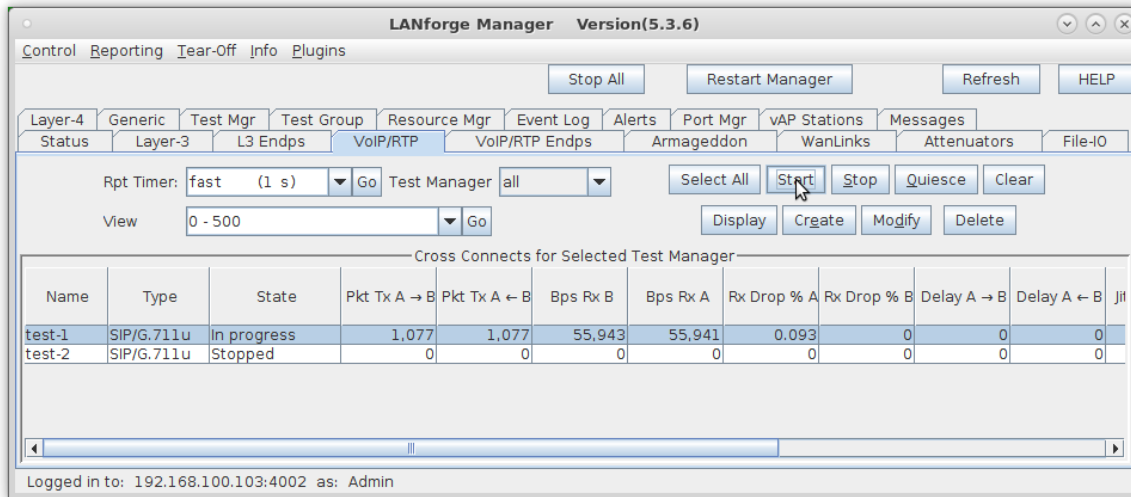 LANforge Manager Version(5.3.6)
Control Reporting Tear-Off Info Plugins
Stop All Restart Manager Refresh HELP
Layer-4 Generic Test Mgr Test Group Resource Mgr Event Log Alerts Port Mgr vAP Stations Messages
Status Layer-3 L3 Endps VoIP/RTP VoIP/RTP Endps Armageddon WanLinks Attenuators File-IO
Rpt Timer: fast (1 s) Go Test Manager all Select All Start Stop Quiesce Clear
View 0 - 500 Go Display Create Modify Delete
Cross Connects for Selected Test Manager
Name Type State Pkt Tx A → B Pkt Tx A ← B Bps Rx B Bps Rx A Rx Drop % A Rx Drop % B Delay A → B Delay A ← B Jit
test-1 SIP/G.711u In progress 1,077 1,077 55,943 55,941 0.093 0 0 0
test-2 SIP/G.711u Stopped 0 0 0 0 0 0 0 0
Logged in to: 192.168.100.103:4002 as: Admin